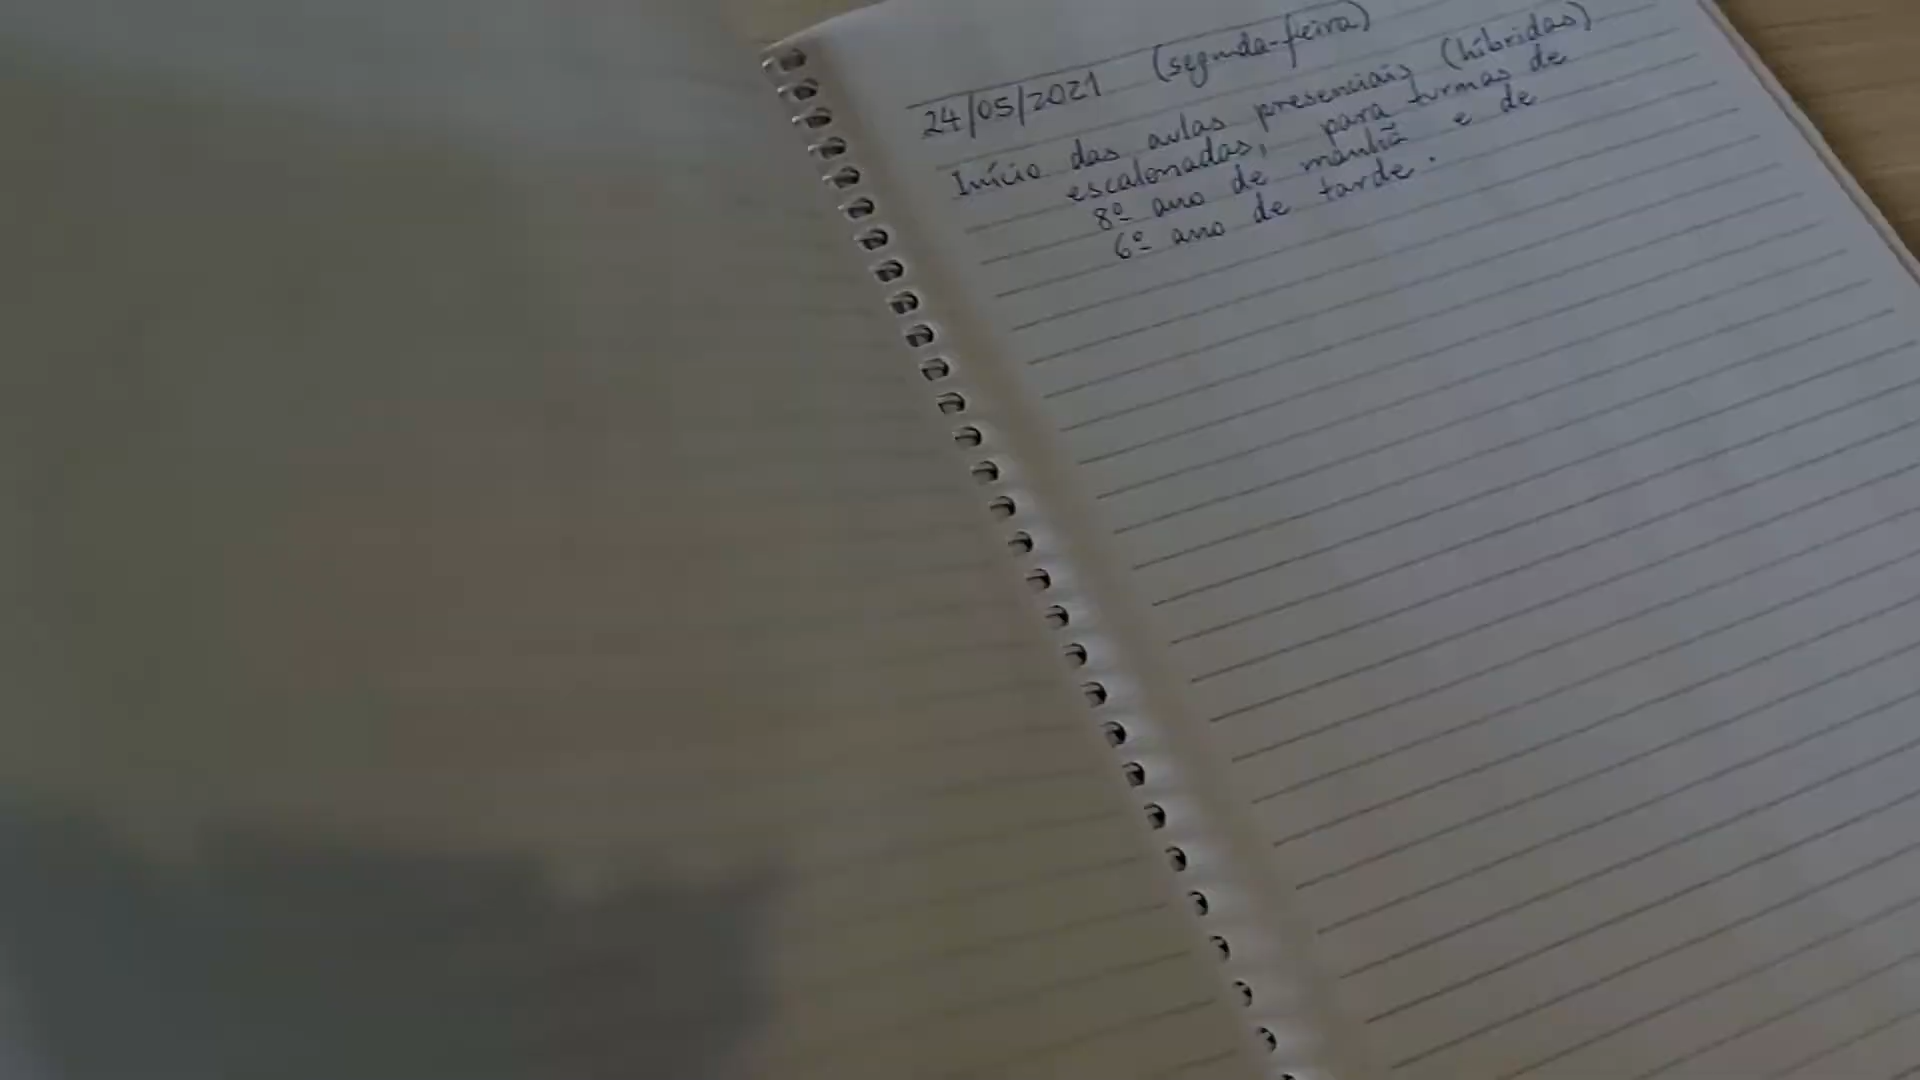 24/05/2021 (segunda-feira)
Início das aulas presenciais (híbridas)
escalonadas, para turmas de
8º ano de manhã e de
6º ano de tarde.